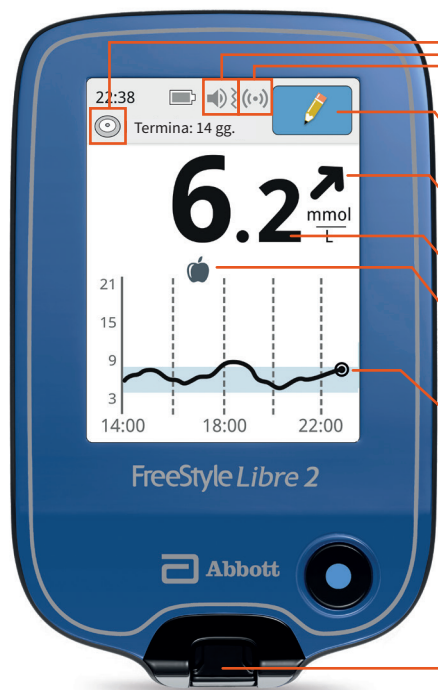 22:38
Termina: 14 gg.
6.2
mmol
L
21
15
9
3
14:00 18:00 22:00
FreeStyle Libre 2
Abbott